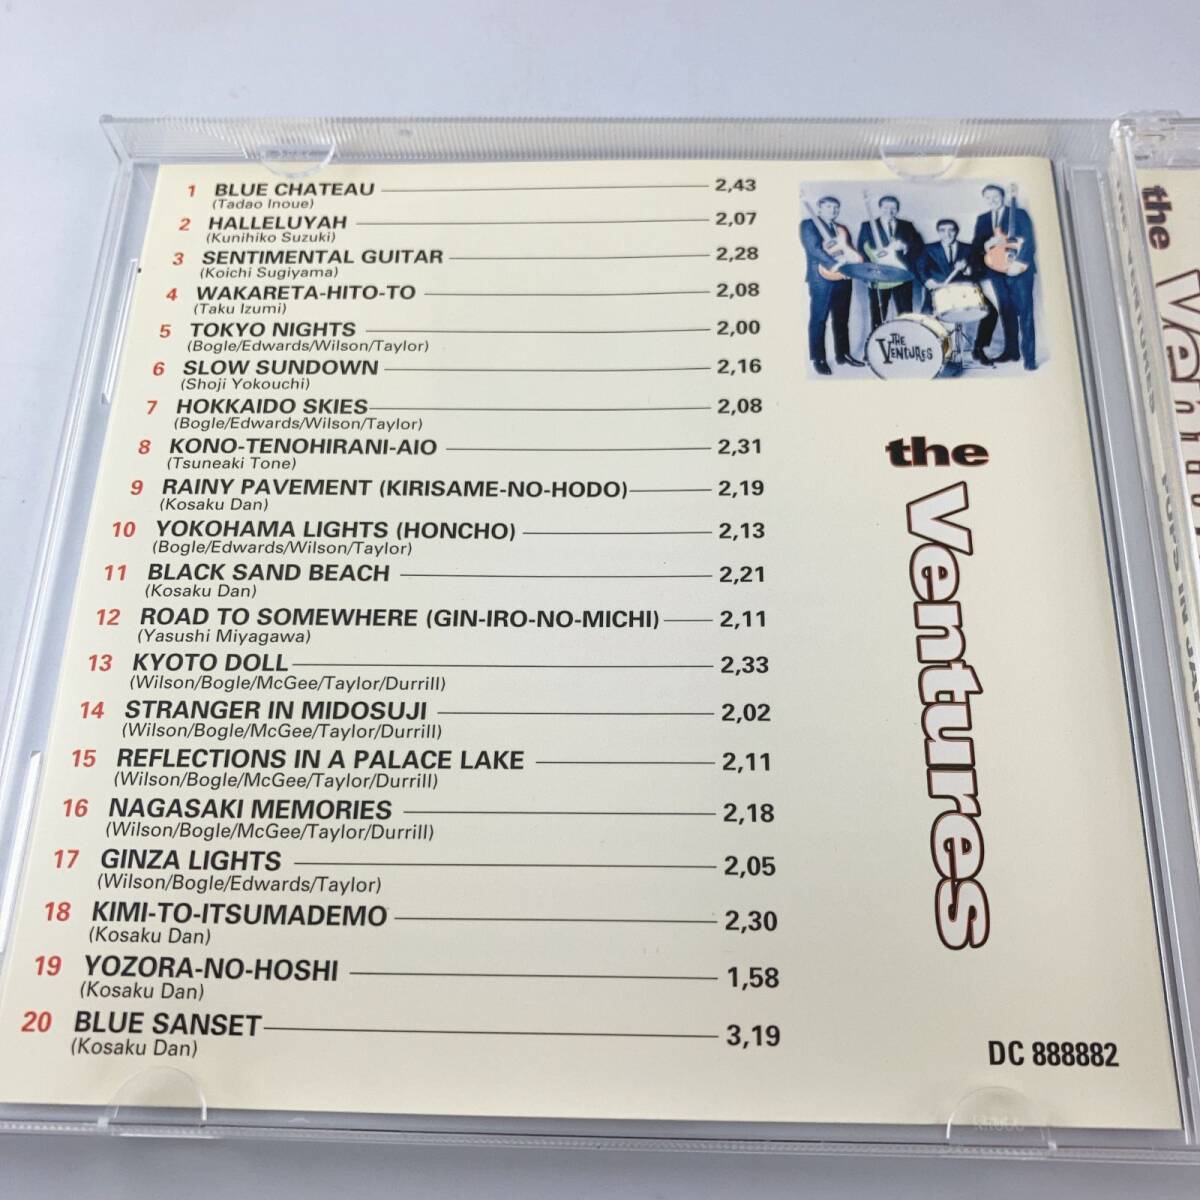 1 BLUE CHATEAU 2,43
(Tadao Inoue)
2 HALLELUYAH 2,07
(Kunihiko Suzuki)
3 SENTIMENTAL GUITAR 2,28
(Koichi Sugiyama)
4 WAKARETA-HITO-TO 2,08
(Taku Izumi)
5 TOKYO NIGHTS 2,00
(Bogle/Edwards/Wilson/Taylor)
6 SLOW SUNDOWN 2,16
(Shoji Yokouchi)
7 HOKKAIDO SKIES 2,08
(Bogle/Edwards/Wilson/Taylor)
8 KONO-TENOHIRANI-AIO 2,31
(Tsuneaki Tone)
9 RAINY PAVEMENT (KIRISAME-NO-HODO) 2,19
(Kosaku Dan)
10 YOKOHAMA LIGHTS (HONCHO) 2,13
(Bogle/Edwards/Wilson/Taylor)
11 BLACK SAND BEACH 2,21
(Kosaku Dan)
12 ROAD TO SOMEWHERE (GIN-IRO-NO-MICHI) 2,11
(Yasushi Miyagawa)
13 KYOTO DOLL 2,33
(Wilson/Bogle/McGee/Taylor/Durrill)
14 STRANGER IN MIDOSUJI 2,02
(Wilson/Bogle/McGee/Taylor/Durrill)
15 REFLECTIONS IN A PALACE LAKE 2,11
(Wilson/Bogle/McGee/Taylor/Durrill)
16 NAGASAKI MEMORIES 2,18
(Wilson/Bogle/McGee/Taylor/Durrill)
17 GINZA LIGHTS 2,05
(Wilson/Bogle/Edwards/Taylor)
18 KIMI-TO-ITSUMADEMO 2,30
(Kosaku Dan)
19 YOZORA-NO-HOSHI 1,58
(Kosaku Dan)
20 BLUE SANSET 3,19
(Kosaku Dan)
THE
VENTURES
the
Ventures
DC 888882
the
VENTURES
POPS IN